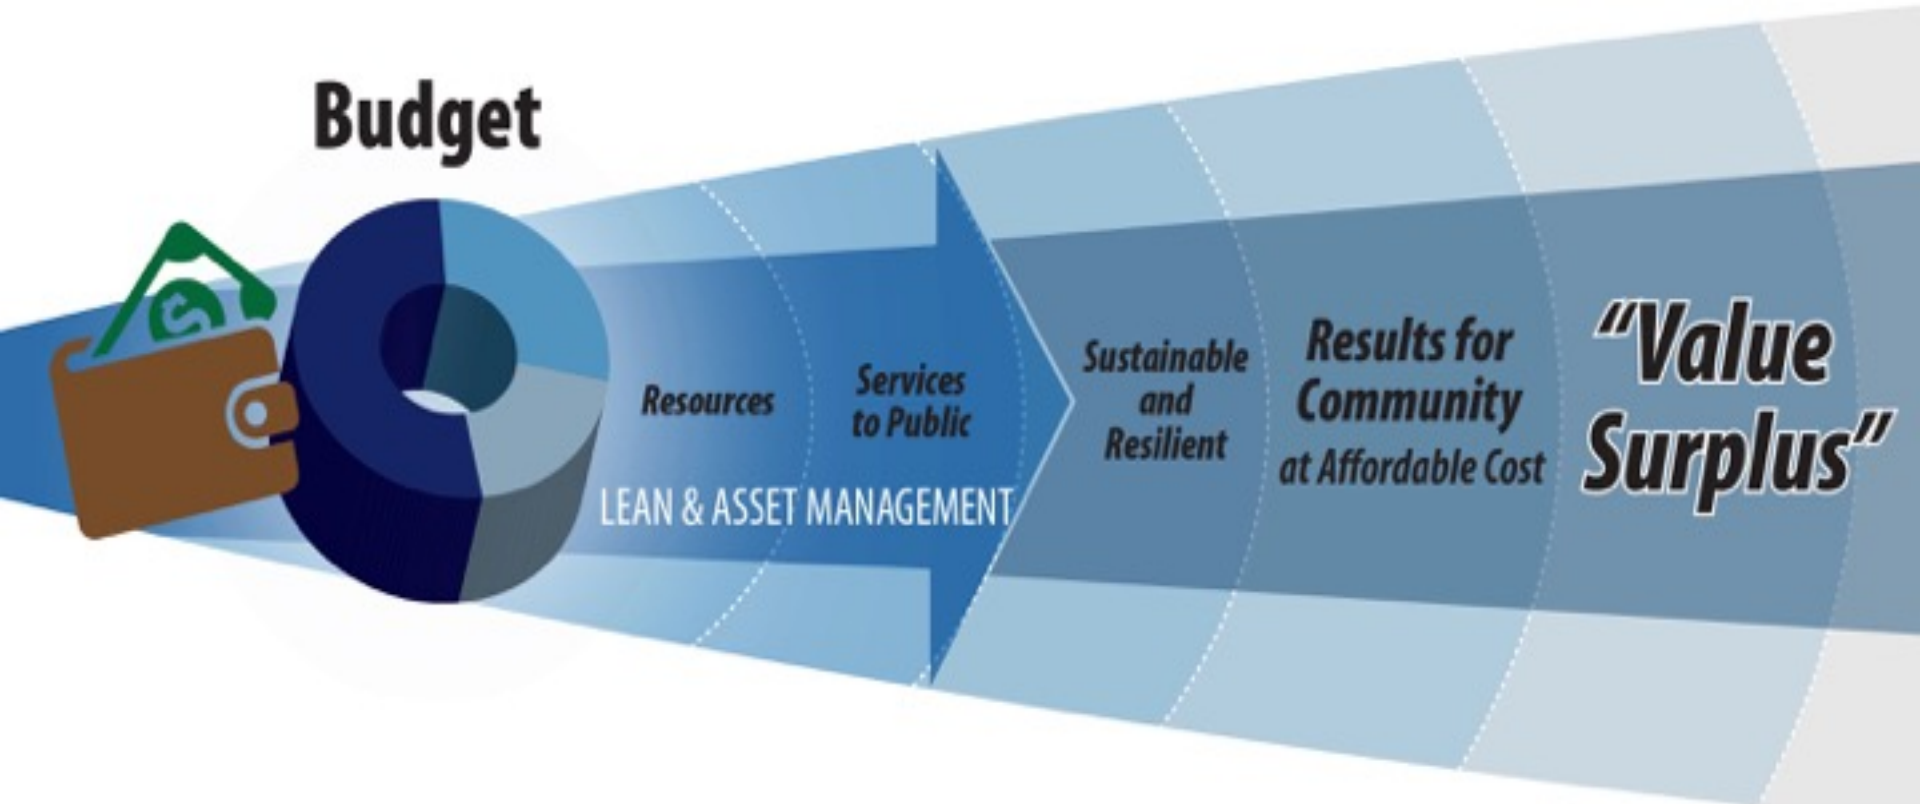 Budget
Resources
Services
to Public
LEAN & ASSET MANAGEMENT
Sustainable
and
Resilient
Results for
Community
at Affordable Cost
“Value
Surplus”
$